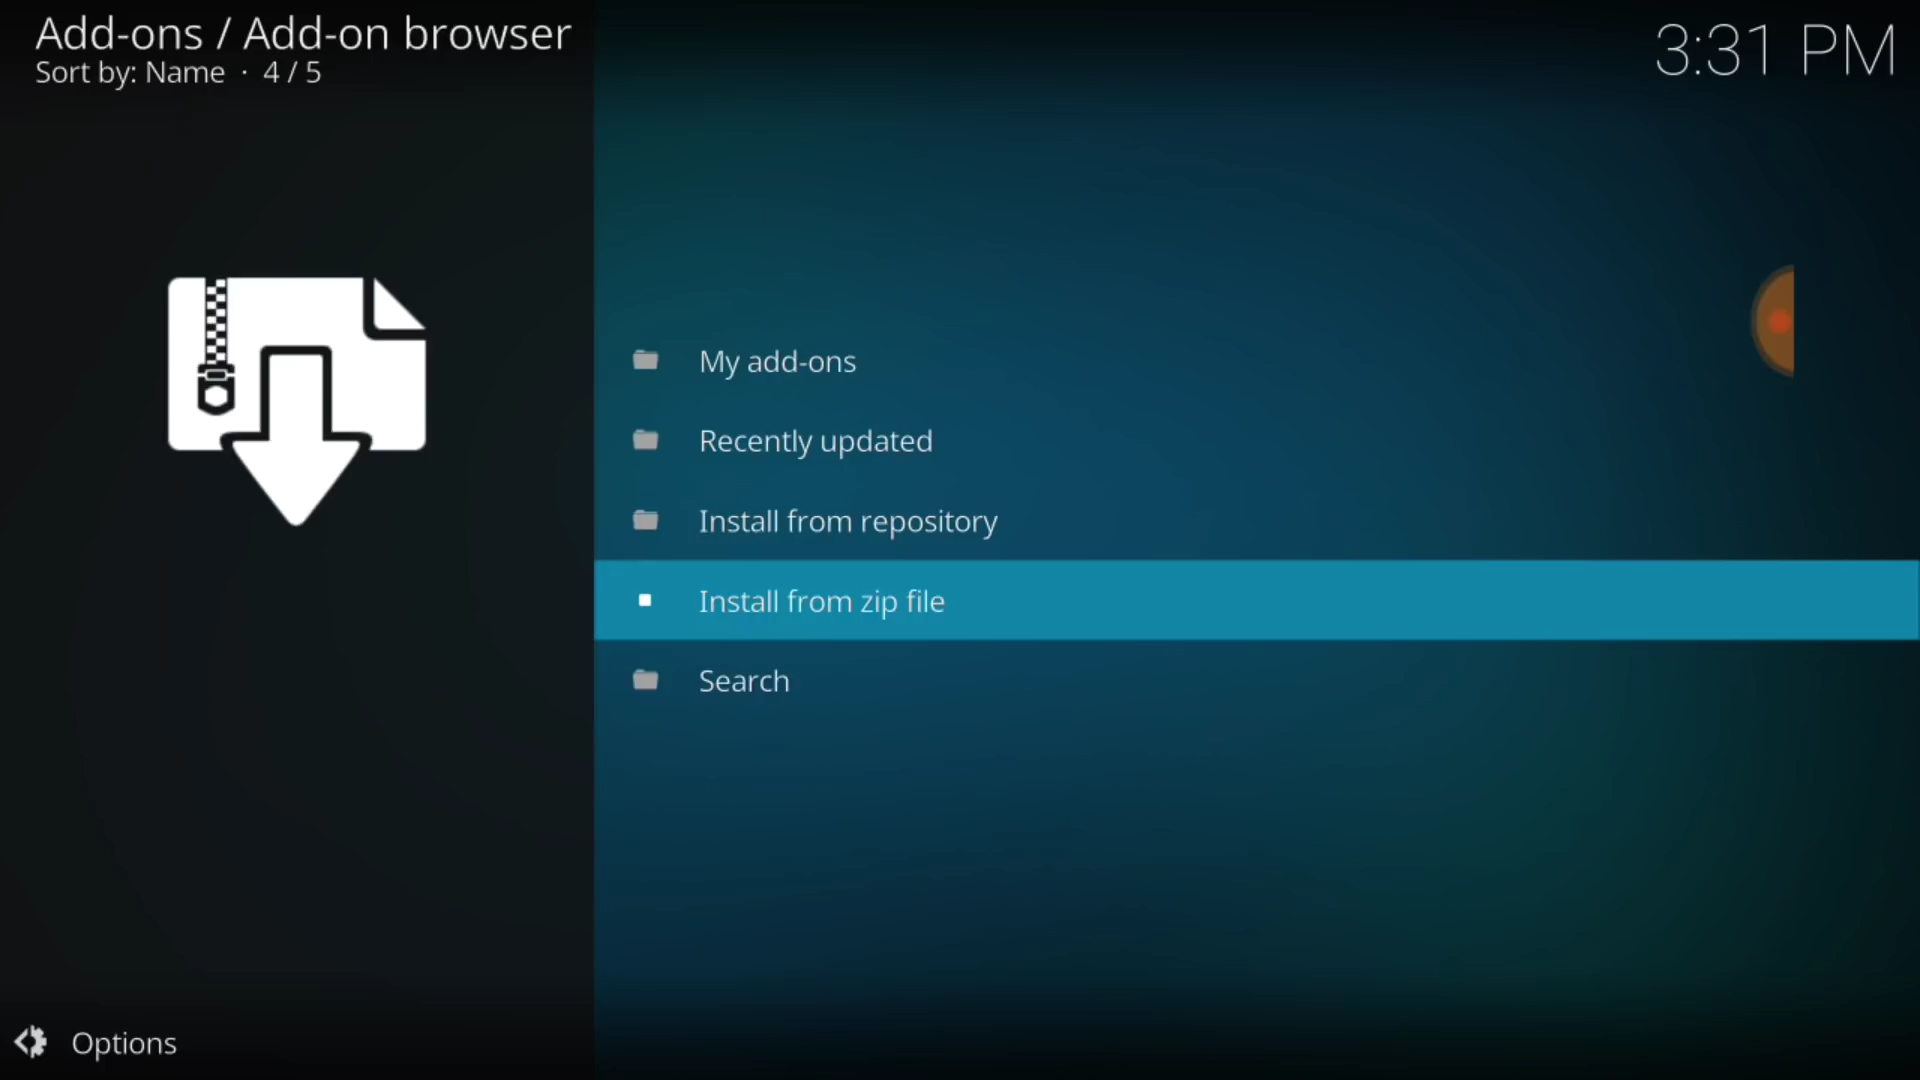 Add-ons / Add-on browser
Sort by: Name · 4 / 5
3:31 PM
My add-ons
Recently updated
Install from repository
Install from zip file
Search
Options